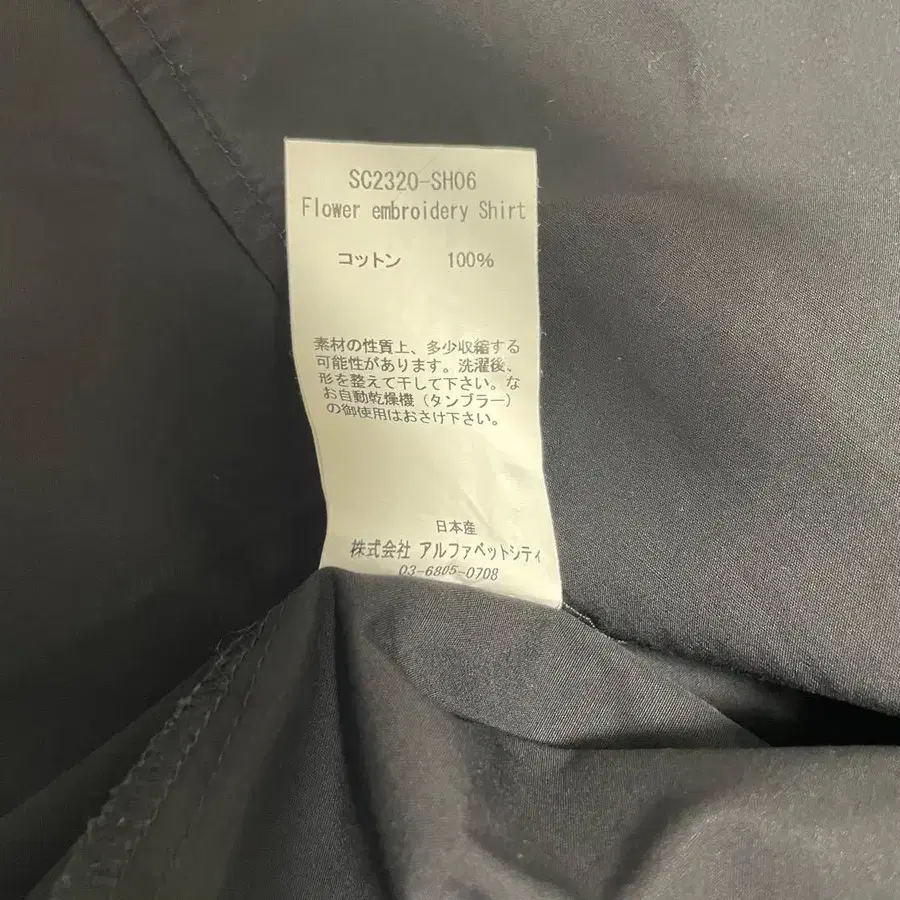 SC2320-SH06
Flower embroidery Shirt
コットン 100%
素材の性質上、多少収縮する
可能性があります。洗濯後、
形を整えて干して下さい。な
お自動乾燥機（タンブラー）
の御使用はおさけ下さい。
日本産
株式会社 アルファベットシティ
03-6805-0708